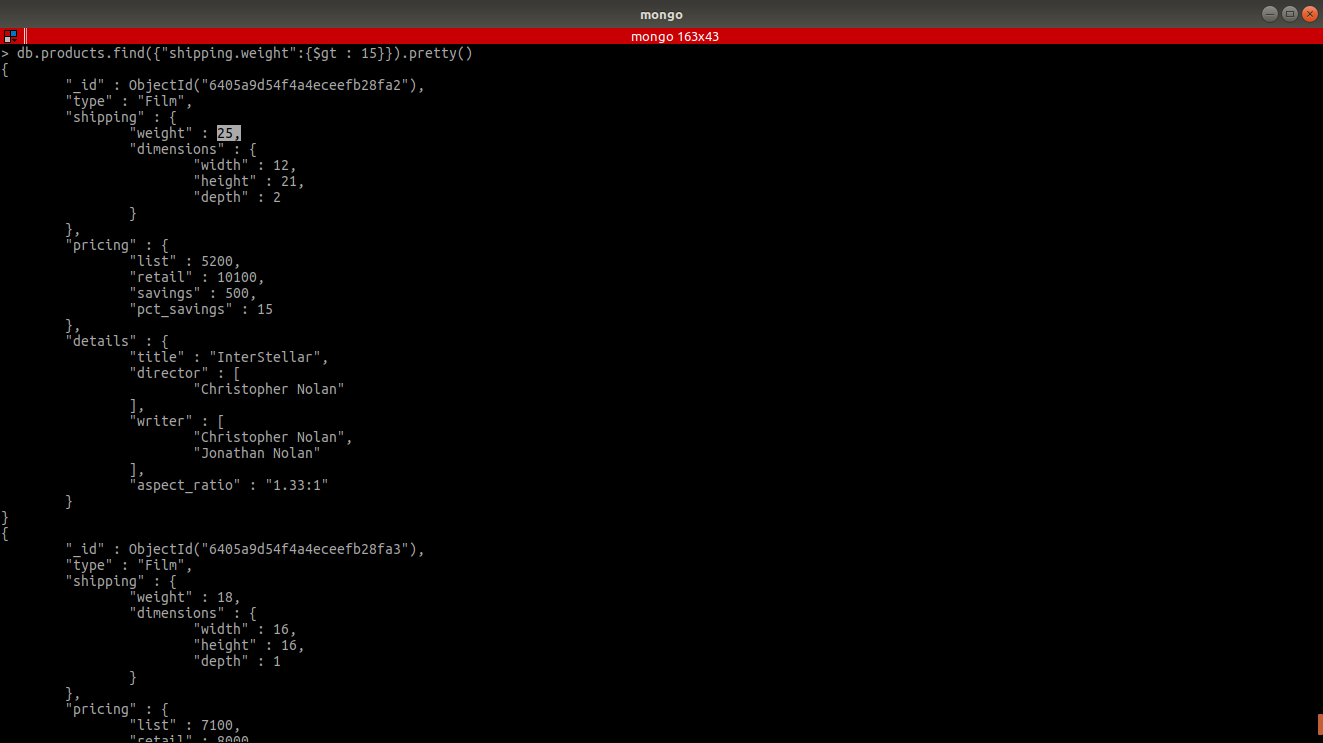 mongo
mongo 163x43
> db.products.find({"shipping.weight":{$gt : 15}}).pretty()
{
"_id" : ObjectId("6405a9d54f4a4eceefb28fa2"),
"type" : "Film",
"shipping" : {
"weight" : 25,
"dimensions" : {
"width" : 12,
"height" : 21,
"depth" : 2
}
},
"pricing" : {
"list" : 5200,
"retail" : 10100,
"savings" : 500,
"pct_savings" : 15
},
"details" : {
"title" : "InterStellar",
"director" : [
"Christopher Nolan"
],
"writer" : [
"Christopher Nolan",
"Jonathan Nolan"
],
"aspect_ratio" : "1.33:1"
}
}
{
"_id" : ObjectId("6405a9d54f4a4eceefb28fa3"),
"type" : "Film",
"shipping" : {
"weight" : 18,
"dimensions" : {
"width" : 16,
"height" : 16,
"depth" : 1
}
},
"pricing" : {
"list" : 7100,
"retail" : 8000